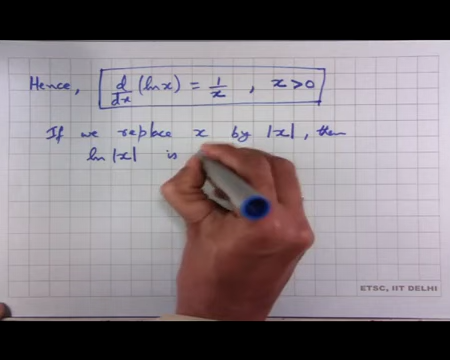 Hence, d/dx (ln x) = 1/x , x > 0
If we replace x by |x|, then
ln |x| is
ETSC, IIT DELHI